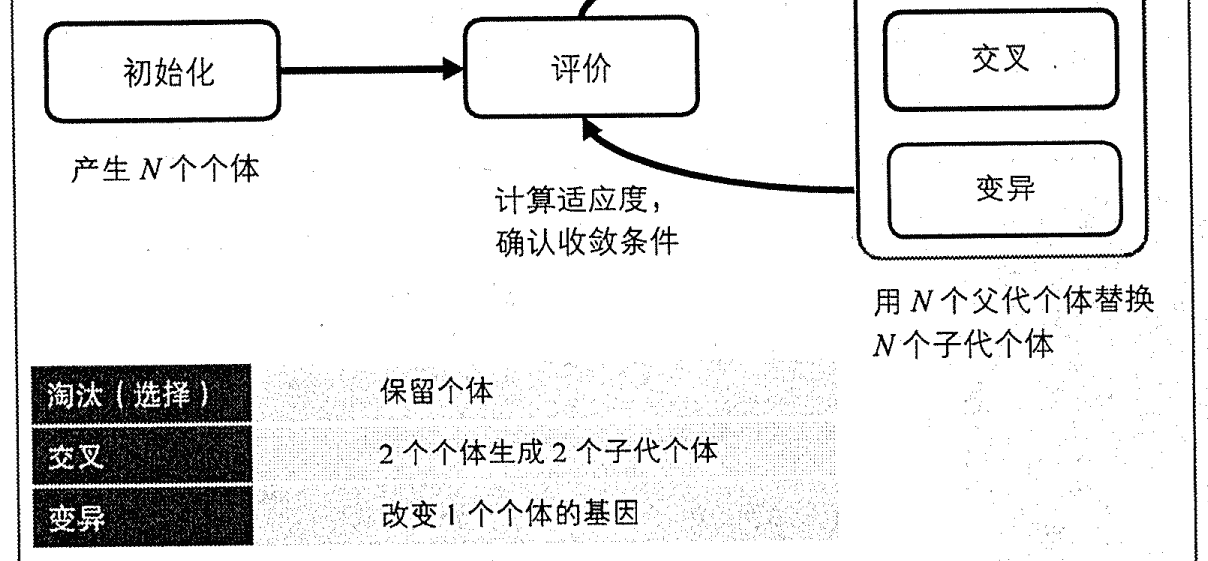 初始化
评价
交叉
变异
产生 N 个个体
计算适应度，
确认收敛条件
用 N 个父代个体替换
N 个子代个体
淘汰（选择） 保留个体
交叉 2 个个体生成 2 个子代个体
变异 改变 1 个个体的基因